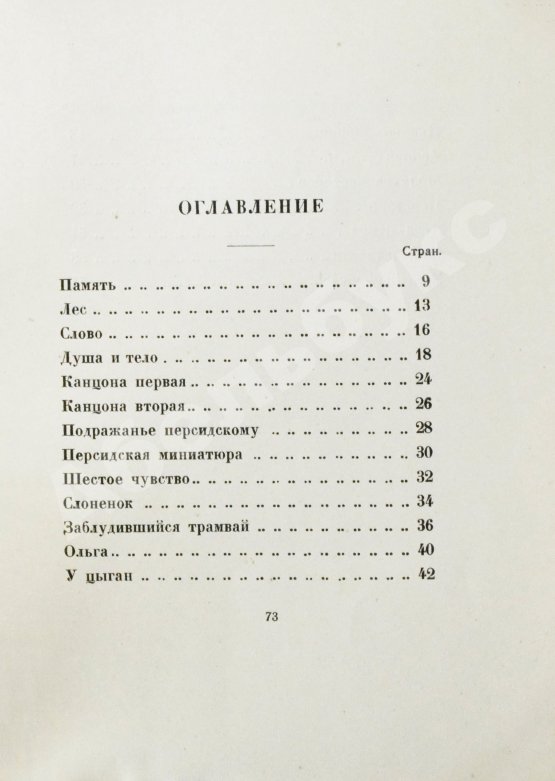 ОГЛАВЛЕНИЕ
Стран.
Память .. .. .. .. .. .. .. .. .. .. .. .. .. .. 9
Лес .. .. .. .. .. .. .. .. .. .. .. .. .. .. .. 13
Слово .. .. .. .. .. .. .. .. .. .. .. .. .. .. 16
Душа и тело . .. .. .. .. .. .. .. .. .. .. .. .. 18
Канцона первая .. .. .. .. .. .. .. .. .. .. .. 24
Канцона вторая .. .. .. .. .. .. .. .. .. .. .. 26
Подражанье персидскому .. .. .. .. .. .. .. .. 28
Персидская миниатюра .. .. .. .. .. .. .. .. .. 30
Шестое чувство .. .. .. .. .. .. .. .. .. .. .. 32
Слоненок .. .. .. .. .. .. .. .. .. .. .. .. .. 34
Заблудившийся трамвай .. .. .. .. .. .. .. .. 36
Ольга .. .. .. .. .. .. .. .. .. .. .. .. .. .. 40
У цыган .. .. .. .. .. .. .. .. .. .. .. .. .. 42
73